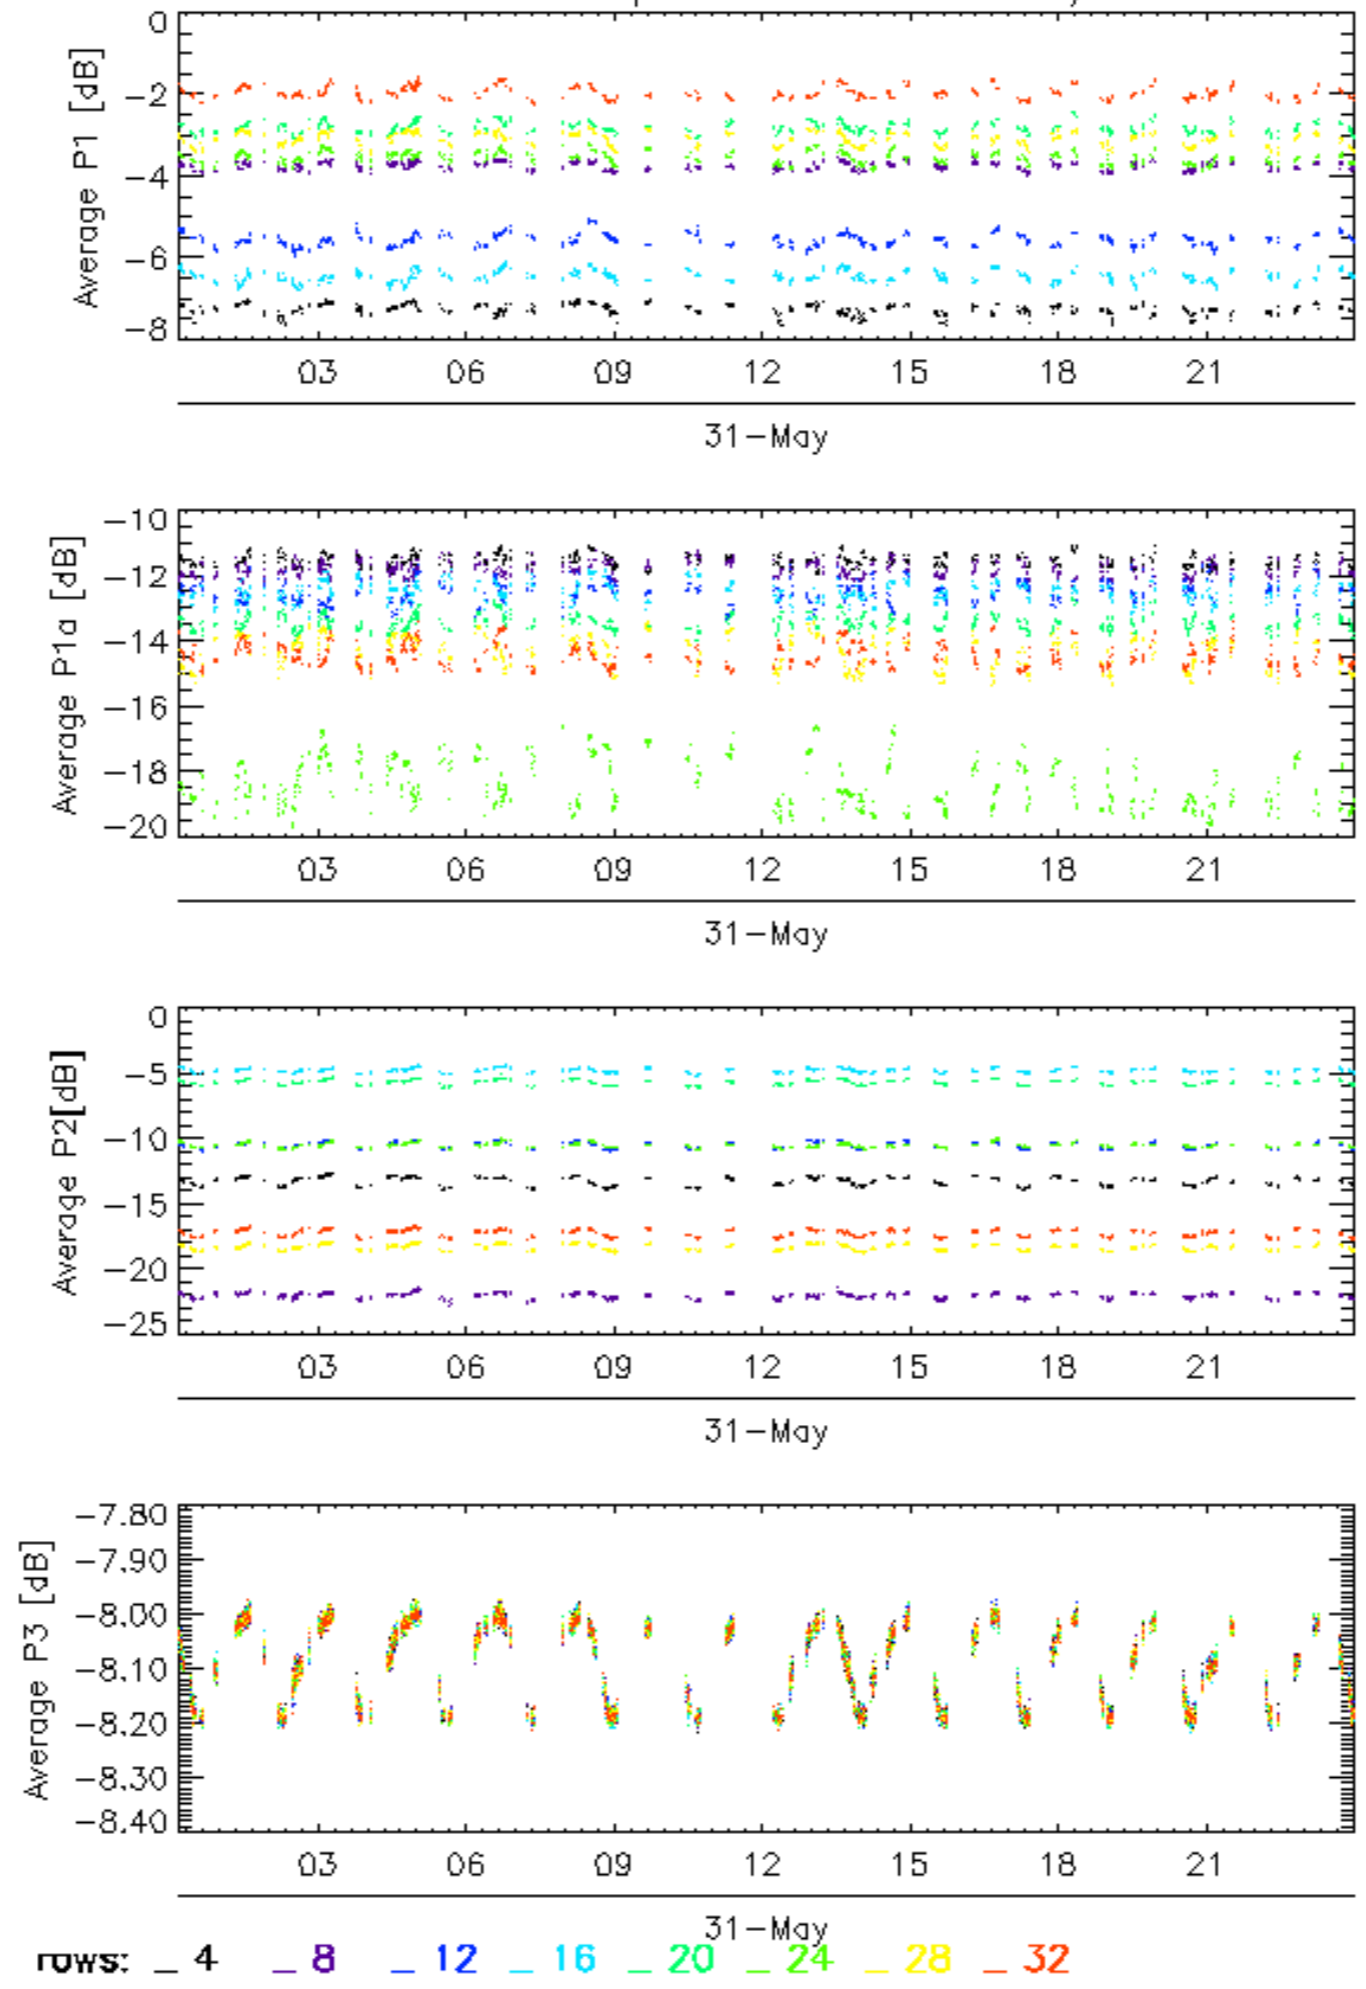 0
-2
-4
-6
-8
Average P1 [dB]
03 06 09 12 15 18 21
31-May
-10
-12
-14
-16
-18
-20
Average P1a [dB]
03 06 09 12 15 18 21
31-May
0
-5
-10
-15
-20
-25
Average P2[dB]
03 06 09 12 15 18 21
31-May
-7.80
-7.90
-8.00
-8.10
-8.20
-8.30
-8.40
Average P3 [dB]
03 06 09 12 15 18 21
31-May
rows: _ 4 _ 8 _ 12 _ 16 _ 20 _ 24 _ 28 _ 32